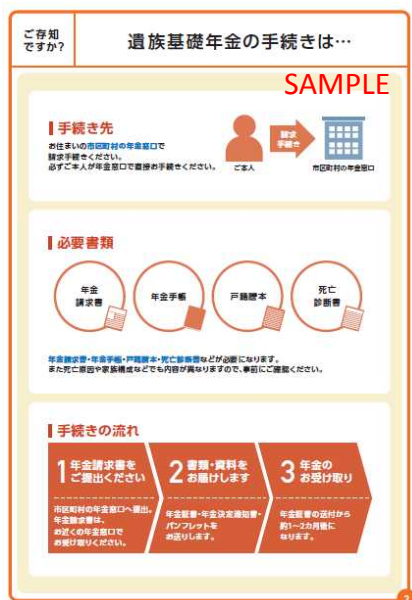 ご存知
ですか?
遺族基礎年金の手続きは…
SAMPLE
手続き先
お住まいの市区町村の年金窓口で
請求手続きください。
必ずご本人が年金窓口で直接お手続きください。
請求
手続き
ご本人
市区町村の年金窓口
必要書類
年金
請求書
年金手帳
戸籍謄本
死亡
診断書
年金請求書・年金手帳・戸籍謄本・死亡診断書などが必要になります。
また死亡原因や家族構成などでも内容が異なりますので、事前にご確認ください。
手続きの流れ
1 年金請求書を
ご提出ください
市区町村の年金窓口へ提出。
年金請求書は、
お近くの年金窓口で
お受け取りください。
2 書類・資料を
お届けします
年金証書・年金決定通知書・
パンフレットを
お送りします。
3 年金の
お受け取り
年金証書の送付から
約1〜2カ月後に
なります。
2